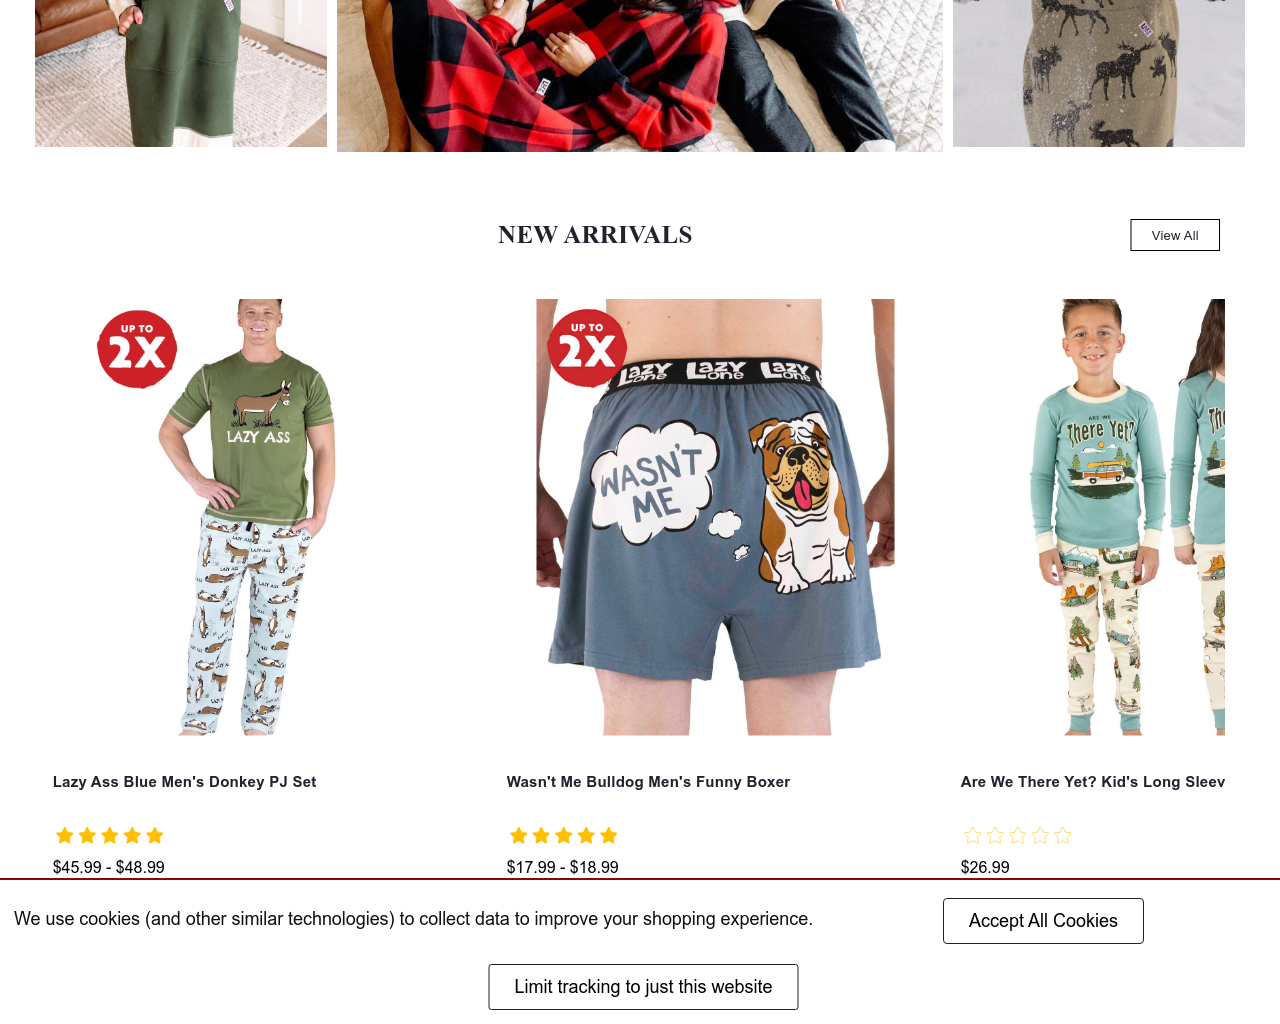 NEW ARRIVALS
View All
UP TO
2X
LAZY ASS
UP TO
2X
LAZY one LAZY one LAZY one
WASN'T
ME
ARE WE
There Yet?
Lazy Ass Blue Men's Donkey PJ Set
Wasn't Me Bulldog Men's Funny Boxer
Are We There Yet? Kid's Long Sleev
$45.99 - $48.99
$17.99 - $18.99
$26.99
We use cookies (and other similar technologies) to collect data to improve your shopping experience.
Accept All Cookies
Limit tracking to just this website